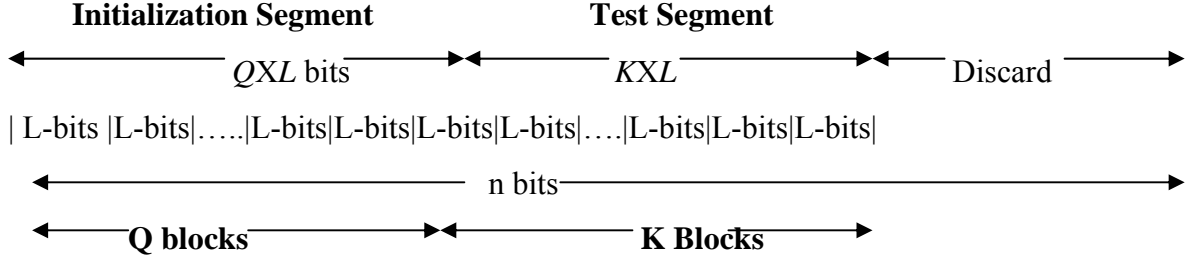 Initialization Segment Test Segment
QXL bits KXL Discard
| L-bits |L-bits|…..|L-bits|L-bits|L-bits|L-bits|….|L-bits|L-bits|L-bits|
n bits
Q blocks K Blocks